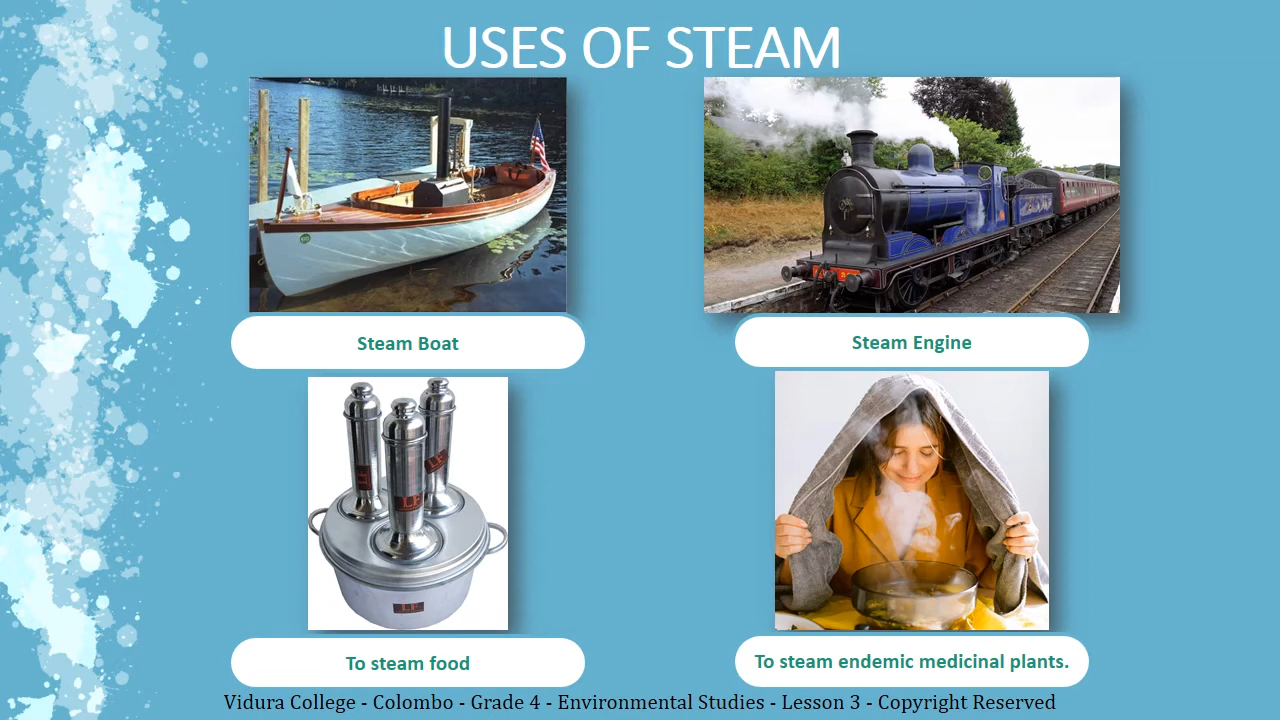 USES OF STEAM
Steam Boat
Steam Engine
To steam food
To steam endemic medicinal plants.
Vidura College - Colombo - Grade 4 - Environmental Studies - Lesson 3 - Copyright Reserved